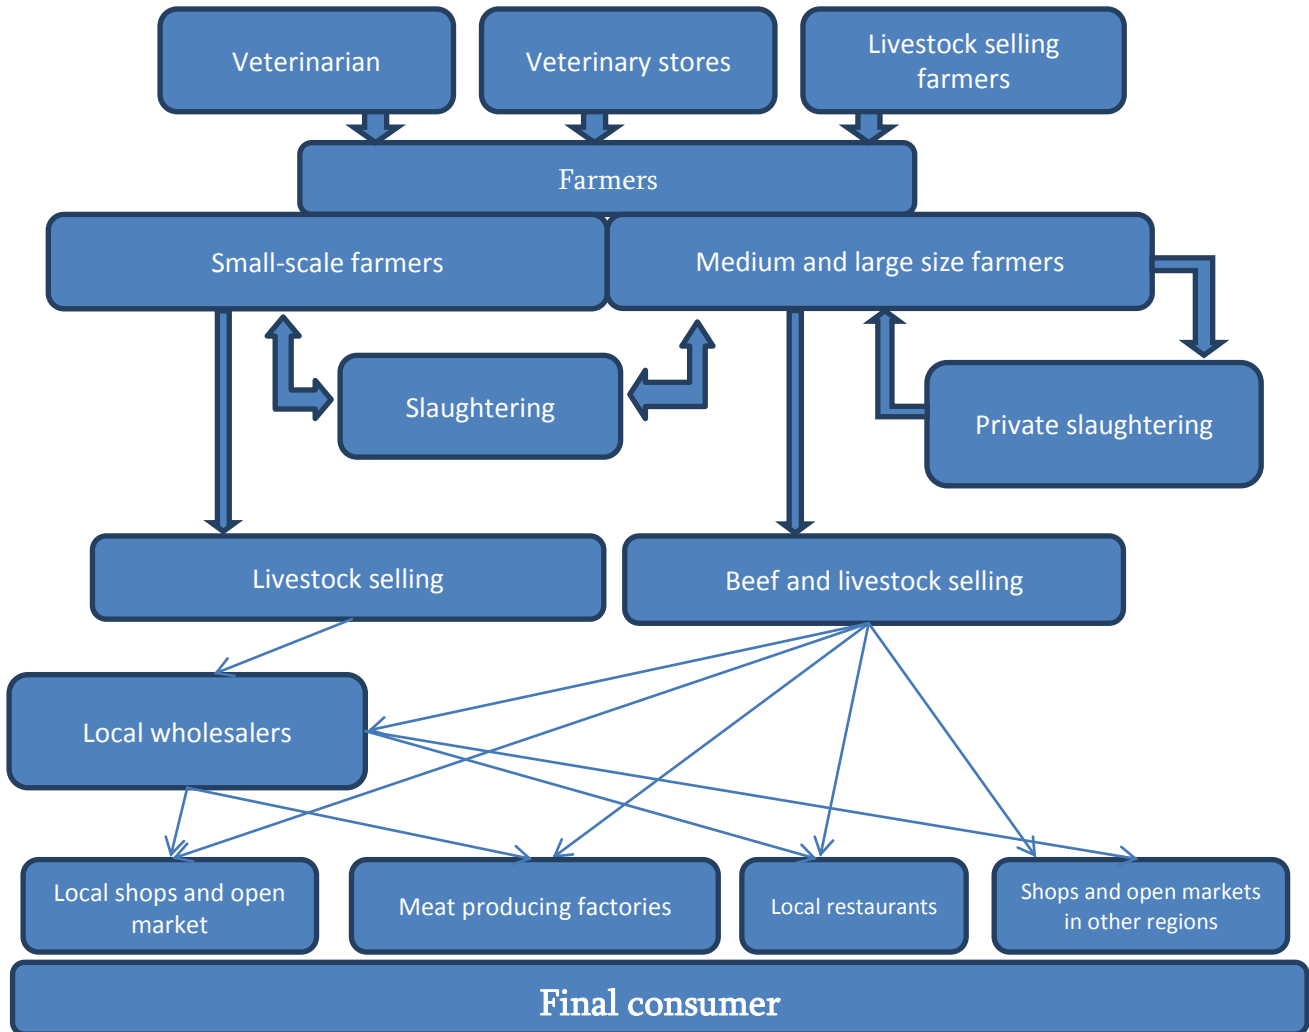 Veterinarian
Veterinary stores
Livestock selling
farmers
Farmers
Small-scale farmers
Medium and large size farmers
Slaughtering
Private slaughtering
Livestock selling
Beef and livestock selling
Local wholesalers
Local shops and open
market
Meat producing factories
Local restaurants
Shops and open markets
in other regions
Final consumer